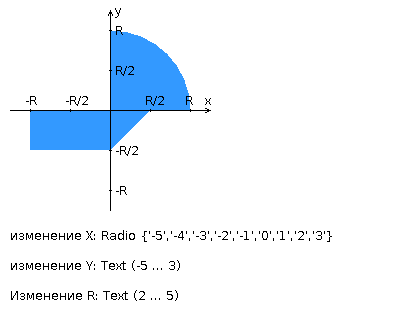 y
R
R/2
-R -R/2 R/2 R x
-R/2
-R
изменение X: Radio {'-5','-4','-3','-2','-1','0','1','2','3'}
изменение Y: Text (-5 ... 3)
Изменение R: Text (2 ... 5)